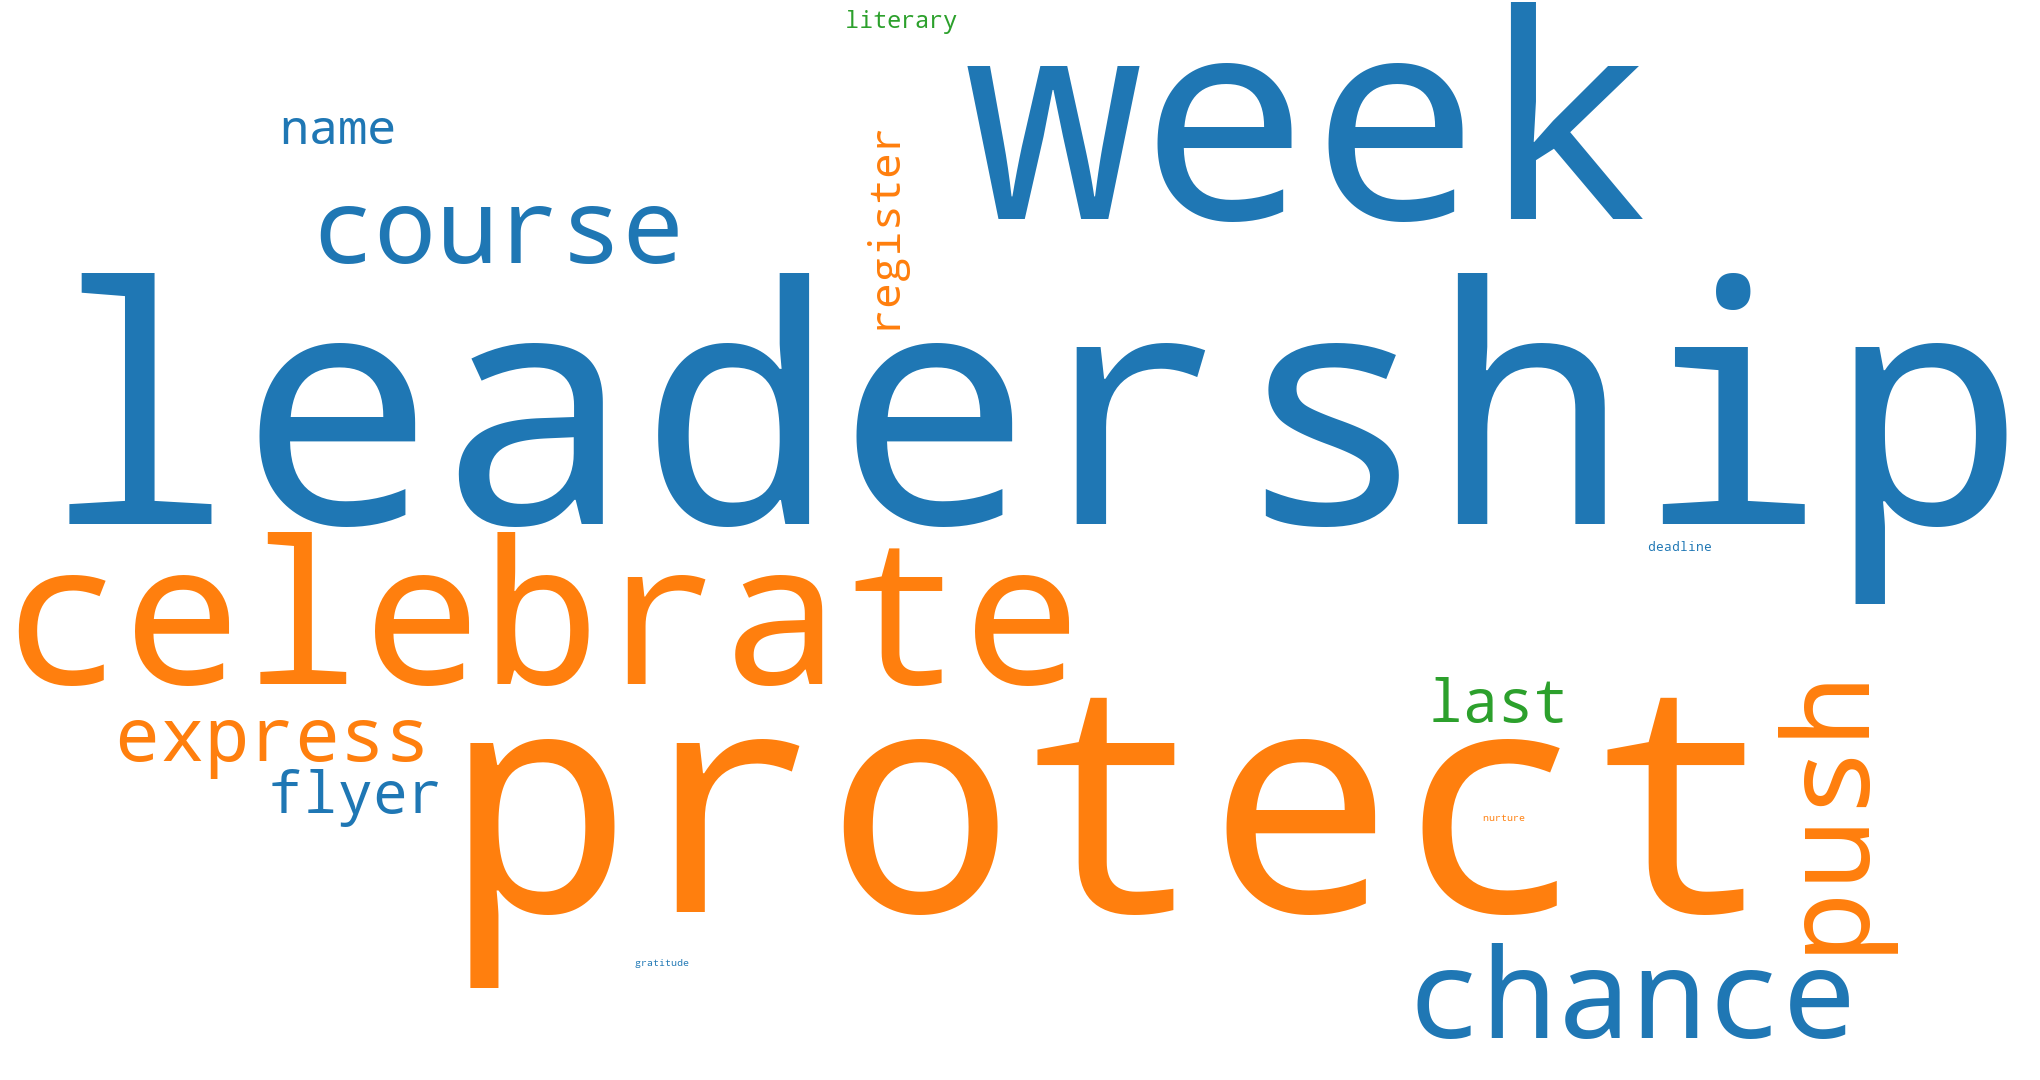 literary
week
name
register
course
leadership
celebrate
deadline
last
push
express
flyer
protect
nurture
gratitude
chance